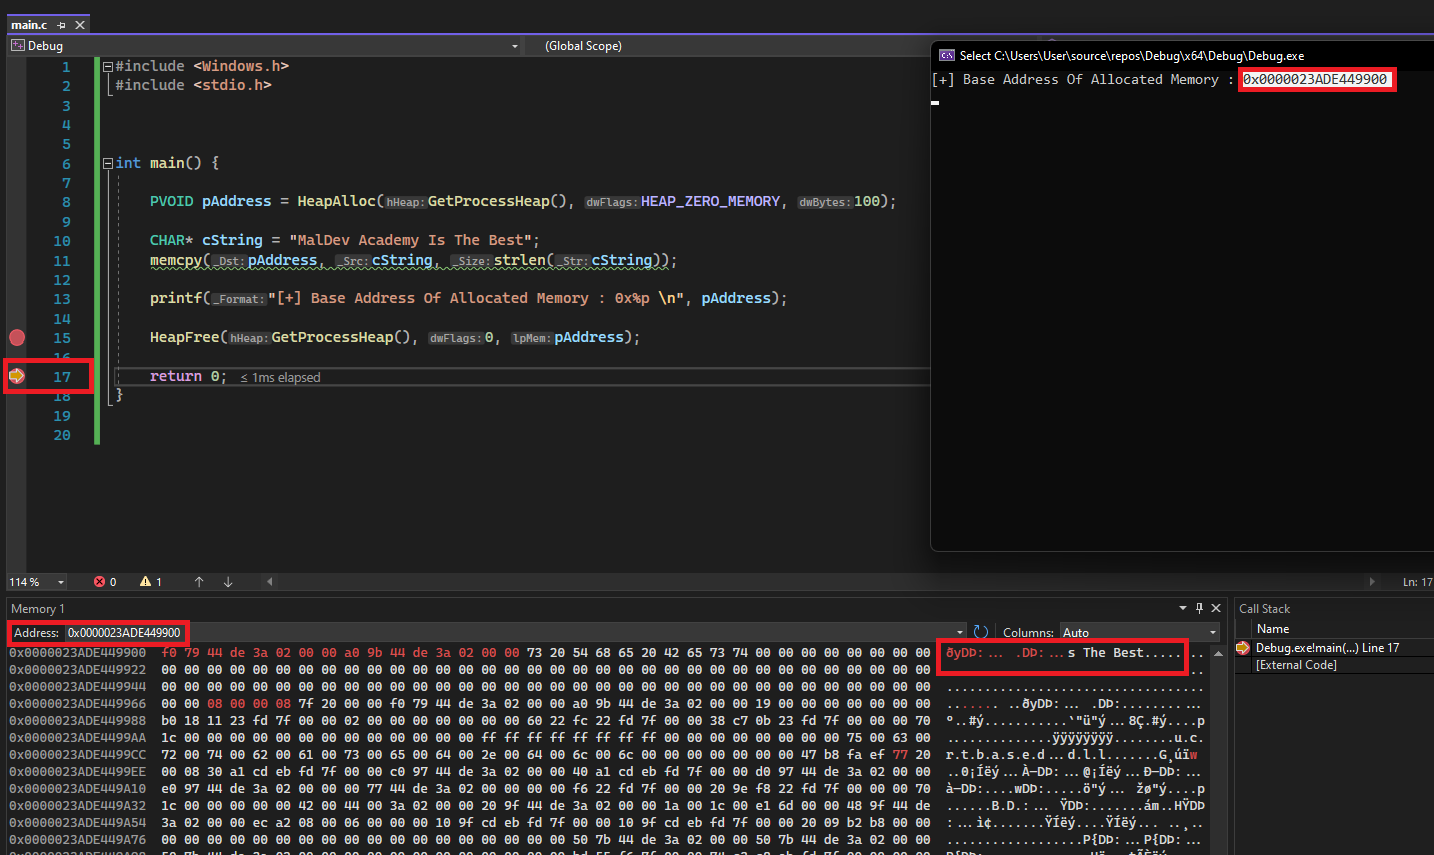 main.c
Debug
(Global Scope)
1 #include <Windows.h>
2 #include <stdio.h>
3
4
5
6 int main() {
7
8 PVOID pAddress = HeapAlloc(hHeap:GetProcessHeap(), dwFlags:HEAP_ZERO_MEMORY, dwBytes:100);
9
10 CHAR* cString = "MalDev Academy Is The Best";
11 memcpy(_Dst:pAddress, _Src:cString, _Size:strlen(_Str:cString));
12
13 printf(_Format:"[+] Base Address Of Allocated Memory : 0x%p \n", pAddress);
14
15 HeapFree(hHeap:GetProcessHeap(), dwFlags:0, lpMem:pAddress);
16
17 return 0; ≤ 1ms elapsed
18 }
19
20
Select C:\Users\User\source\repos\Debug\x64\Debug\Debug.exe
[+] Base Address Of Allocated Memory : 0x0000023ADE449900
114 % 0 1 Ln: 17
Memory 1
Address: 0x0000023ADE449900 Columns: Auto
0x0000023ADE449900 f0 79 44 de 3a 02 00 00 a0 9b 44 de 3a 02 00 00 73 20 54 68 65 20 42 65 73 74 00 00 00 00 00 00 00 00 ðyDÞ:... .DÞ:...s The Best........
0x0000023ADE449922 00 00 00 00 00 00 00 00 00 00 00 00 00 00 00 00 00 00 00 00 00 00 00 00 00 00 00 00 00 00 00 00 00 00
0x0000023ADE449944 00 00 00 00 00 00 00 00 00 00 00 00 00 00 00 00 00 00 00 00 00 00 00 00 00 00 00 00 00 00 00 00 00 00 ..................................
0x0000023ADE449966 00 00 08 00 00 08 7f 20 00 00 f0 79 44 de 3a 02 00 00 a0 9b 44 de 3a 02 00 00 19 00 00 00 00 00 00 00
0x0000023ADE449988 b0 18 11 23 fd 7f 00 00 02 00 00 00 00 00 00 00 60 22 fc 22 fd 7f 00 00 38 c7 0b 23 fd 7f 00 00 00 70
0x0000023ADE4499AA 1c 00 00 00 00 00 00 00 00 00 ff ff ff ff ff ff ff ff 00 00 00 00 00 00 00 00 75 00 63 00
0x0000023ADE4499CC 72 00 74 00 62 00 61 00 73 00 65 00 64 00 2e 00 64 00 6c 00 6c 00 00 00 00 00 00 00 47 b8 fa ef 77 20 r.t.b.a.s.e.d...d.l.l.......G¸úïw
0x0000023ADE4499EE 00 08 30 a1 cd eb fd 7f 00 00 c0 97 44 de 3a 02 00 00 40 a1 cd eb fd 7f 00 00 d0 97 44 de 3a 02 00 00
0x0000023ADE449A10 e0 97 44 de 3a 02 00 00 00 77 44 de 3a 02 00 00 00 00 f6 22 fd 7f 00 00 20 9e f8 22 fd 7f 00 00 00 70
0x0000023ADE449A32 1c 00 00 00 00 00 42 00 44 00 3a 02 00 00 20 9f 44 de 3a 02 00 00 1a 00 1c 00 e1 6d 00 00 48 9f 44 de
0x0000023ADE449A54 3a 02 00 00 ec a2 08 00 06 00 00 00 10 9f cd eb fd 7f 00 00 10 9f cd eb fd 7f 00 00 20 09 b2 b8 00 00
0x0000023ADE449A76 00 00 00 00 00 00 00 00 00 00 00 00 00 00 00 00 50 7b 44 de 3a 02 00 00 50 7b 44 de 3a 02 00 00
Call Stack
Name
Debug.exe!main(...) Line 17
[External Code]